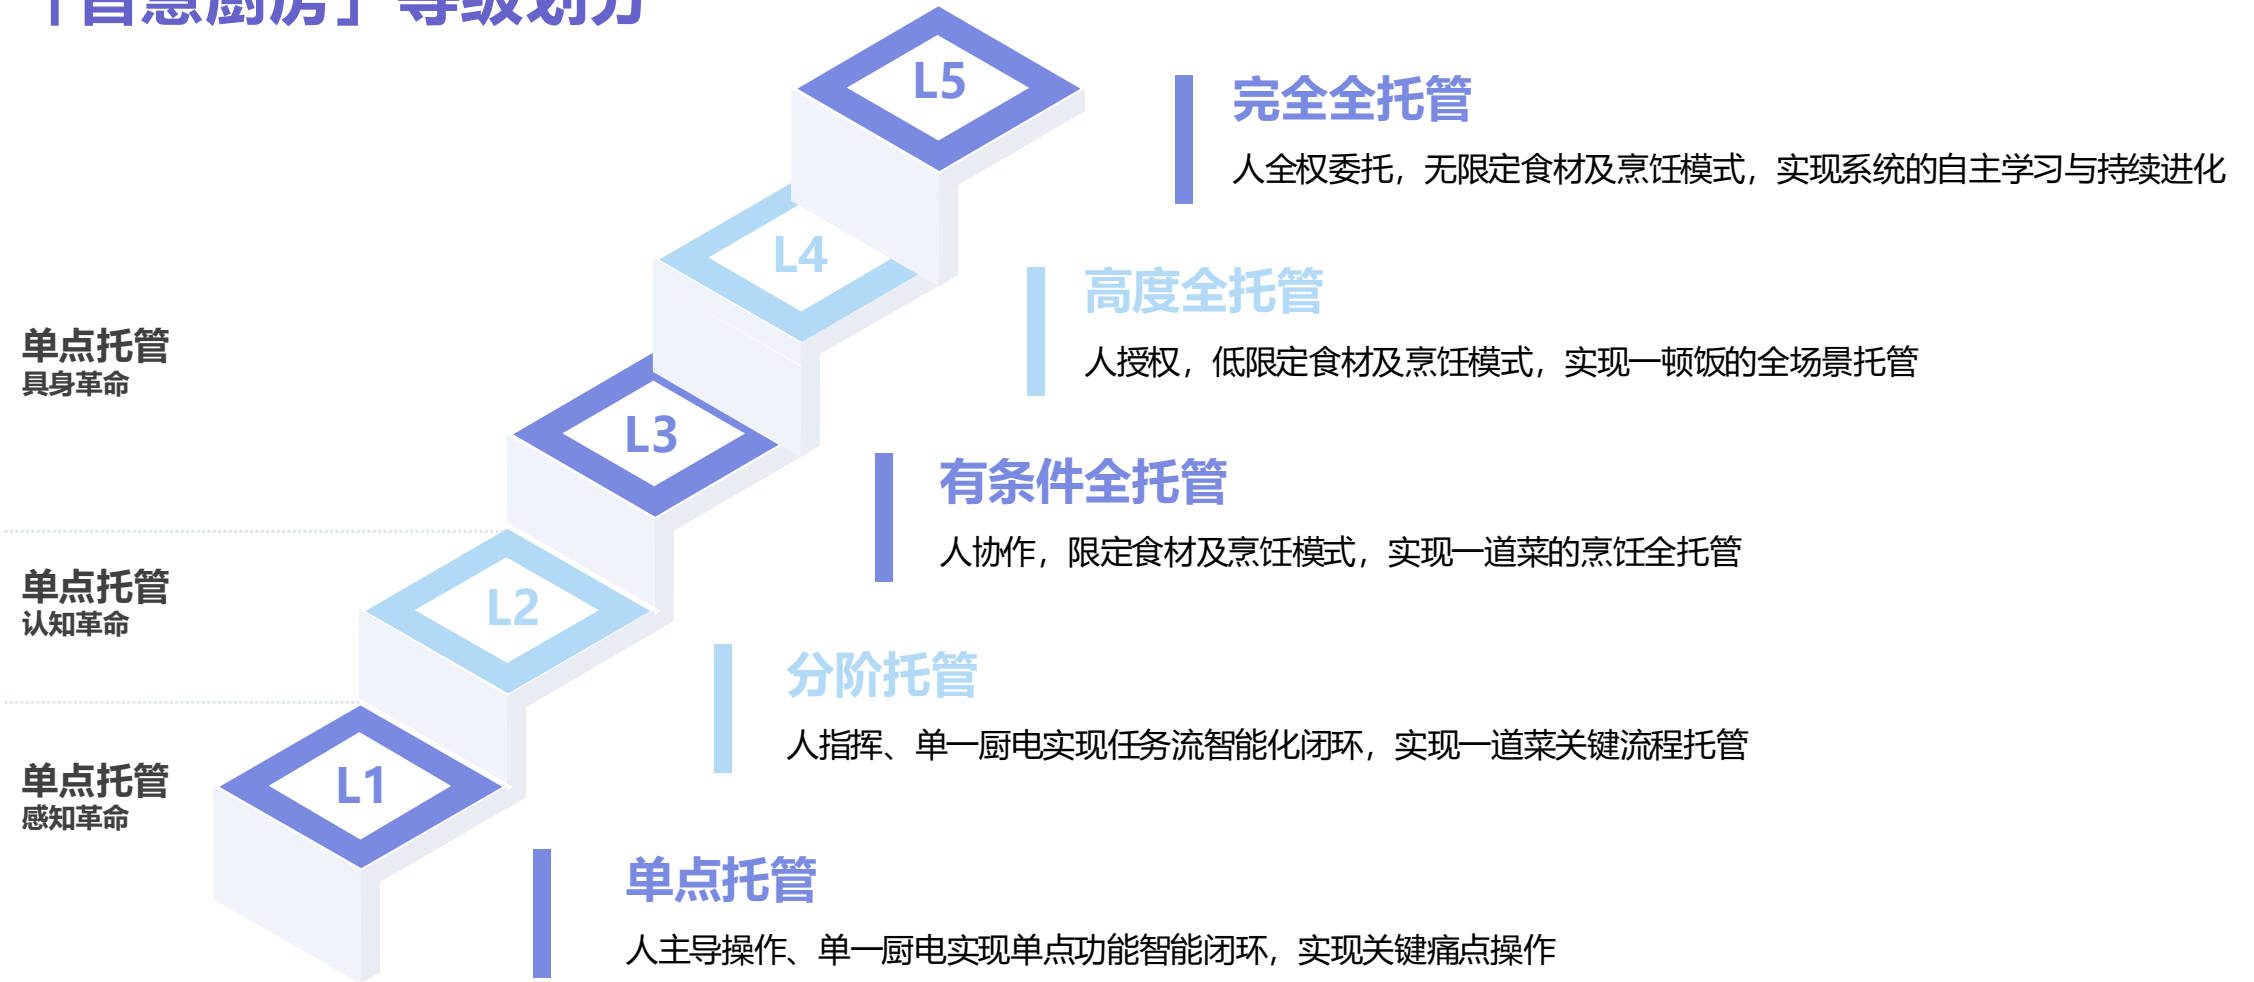 「智慧厨房」等级划分
L5
完全全托管
人全权委托，无限定食材及烹饪模式，实现系统的自主学习与持续进化
L4
高度全托管
人授权，低限定食材及烹饪模式，实现一顿饭的全场景托管
单点托管
具身革命
L3
有条件全托管
人协作，限定食材及烹饪模式，实现一道菜的烹饪全托管
单点托管
认知革命
L2
分阶托管
人指挥、单一厨电实现任务流智能化闭环，实现一道菜关键流程托管
单点托管
感知革命
L1
单点托管
人主导操作、单一厨电实现单点功能智能闭环，实现关键痛点操作